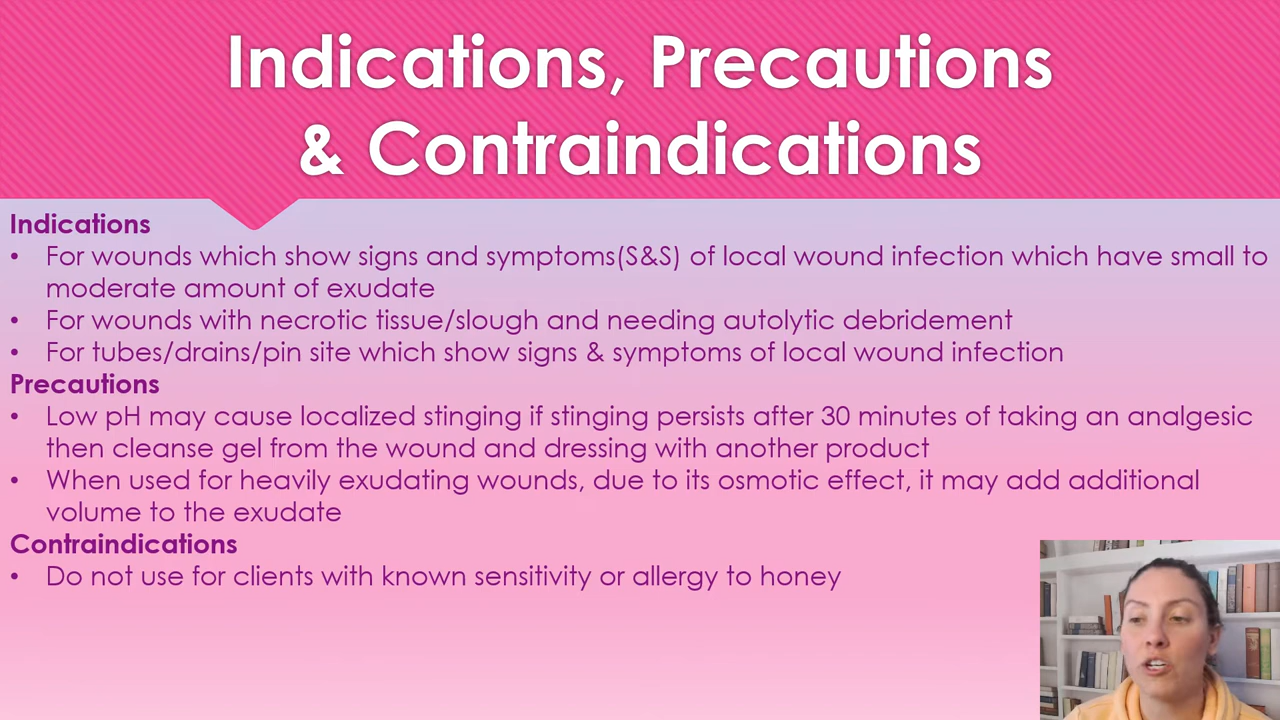 Indications, Precautions
& Contraindications
Indications
• For wounds which show signs and symptoms(S&S) of local wound infection which have small to
moderate amount of exudate
• For wounds with necrotic tissue/slough and needing autolytic debridement
• For tubes/drains/pin site which show signs & symptoms of local wound infection
Precautions
• Low pH may cause localized stinging if stinging persists after 30 minutes of taking an analgesic
then cleanse gel from the wound and dressing with another product
• When used for heavily exudating wounds, due to its osmotic effect, it may add additional
volume to the exudate
Contraindications
• Do not use for clients with known sensitivity or allergy to honey